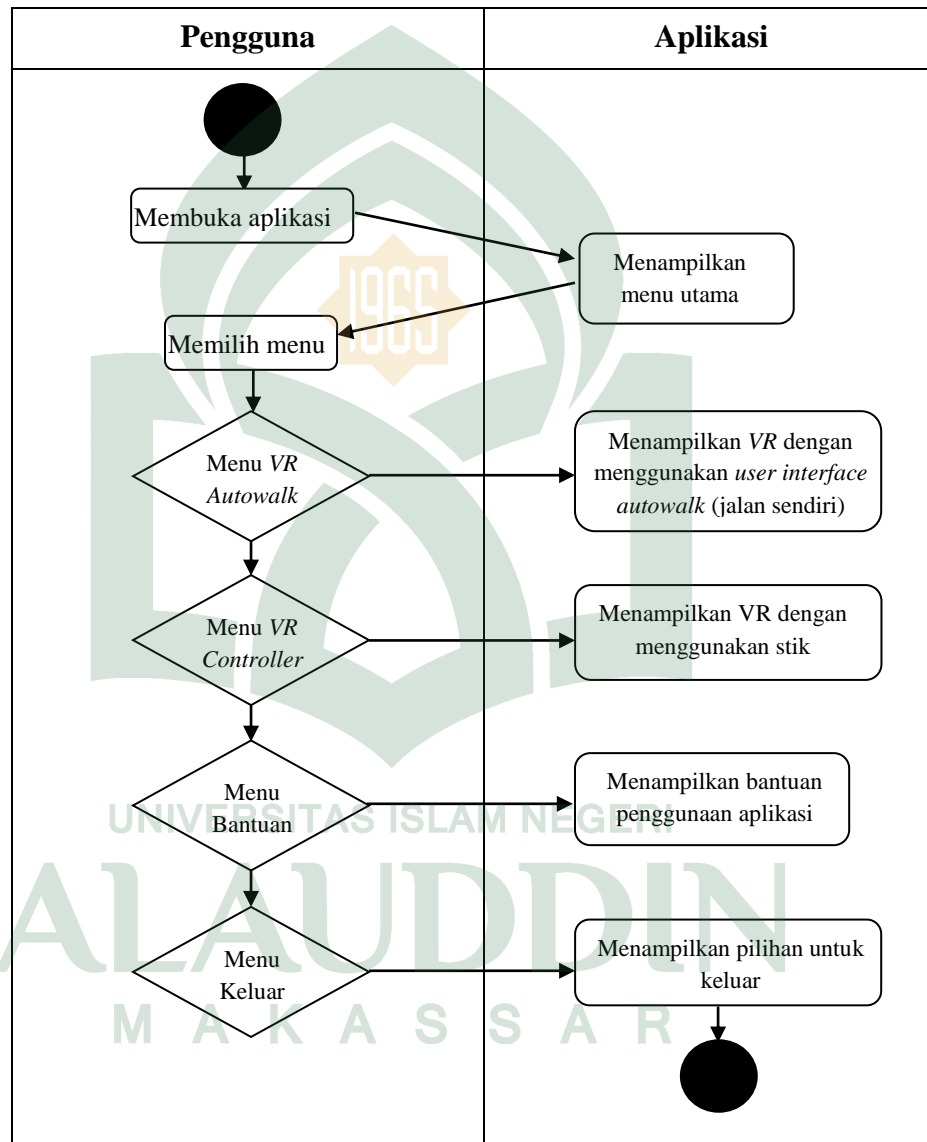 Pengguna
Aplikasi
Membuka aplikasi
Menampilkan
menu utama
Memilih menu
1965
Menu VR
Autowalk
Menampilkan VR dengan
menggunakan user interface
autowalk (jalan sendiri)
Menu VR
Controller
Menampilkan VR dengan
menggunakan stik
Menu
Bantuan
Menampilkan bantuan
penggunaan aplikasi
UNIVERSITAS ISLAM NEGERI
ALAUDDIN
Menu
Keluar
Menampilkan pilihan untuk
keluar
MAKASSAR